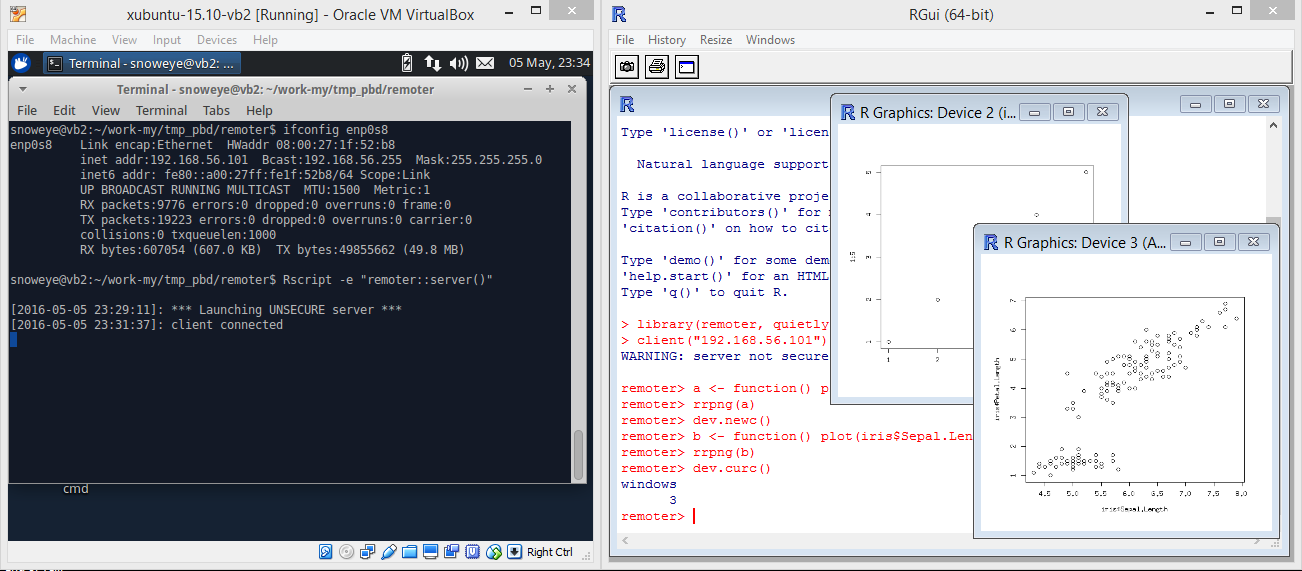 xubuntu-15.10-vb2 [Running] - Oracle VM VirtualBox
File Machine View Input Devices Help
Terminal - snoweye@vb2: ...
05 May, 23:34
Terminal - snoweye@vb2: ~/work-my/tmp_pbd/remoter
File Edit View Terminal Tabs Help
snoweye@vb2:~/work-my/tmp_pbd/remoter$ ifconfig enp0s8
enp0s8 Link encap:Ethernet HWaddr 08:00:27:1f:52:b8
inet addr:192.168.56.101 Bcast:192.168.56.255 Mask:255.255.255.0
inet6 addr: fe80::a00:27ff:fe1f:52b8/64 Scope:Link
UP BROADCAST RUNNING MULTICAST MTU:1500 Metric:1
RX packets:9776 errors:0 dropped:0 overruns:0 frame:0
TX packets:19223 errors:0 dropped:0 overruns:0 carrier:0
collisions:0 txqueuelen:1000
RX bytes:607054 (607.0 KB) TX bytes:49855662 (49.8 MB)
snoweye@vb2:~/work-my/tmp_pbd/remoter$ Rscript -e "remoter::server()"
[2016-05-05 23:29:11]: *** Launching UNSECURE server ***
[2016-05-05 23:31:37]: client connected
cmd
Right Ctrl
RGui (64-bit)
File History Resize Windows
Type 'license()' or 'licen
Natural language support
R is a collaborative proje
Type 'contributors()' for
'citation()' on how to cit
Type 'demo()' for some dem
'help.start()' for an HTML
Type 'q()' to quit R.
> library(remoter, quietly
> client("192.168.56.101")
WARNING: server not secure
remoter> a <- function() p
remoter> rrpng(a)
remoter> dev.newc()
remoter> b <- function() plot(iris$Sepal.Len
remoter> rrpng(b)
remoter> dev.curc()
windows
3
remoter>
R Graphics: Device 2 (i...
5
4
3
2
1
1:5
1 2
R Graphics: Device 3 (A...
7
6
5
4
3
2
1
iris$Petal.Length
4.5 5.0 5.5 6.0 6.5 7.0 7.5 8.0
iris$Sepal.Length